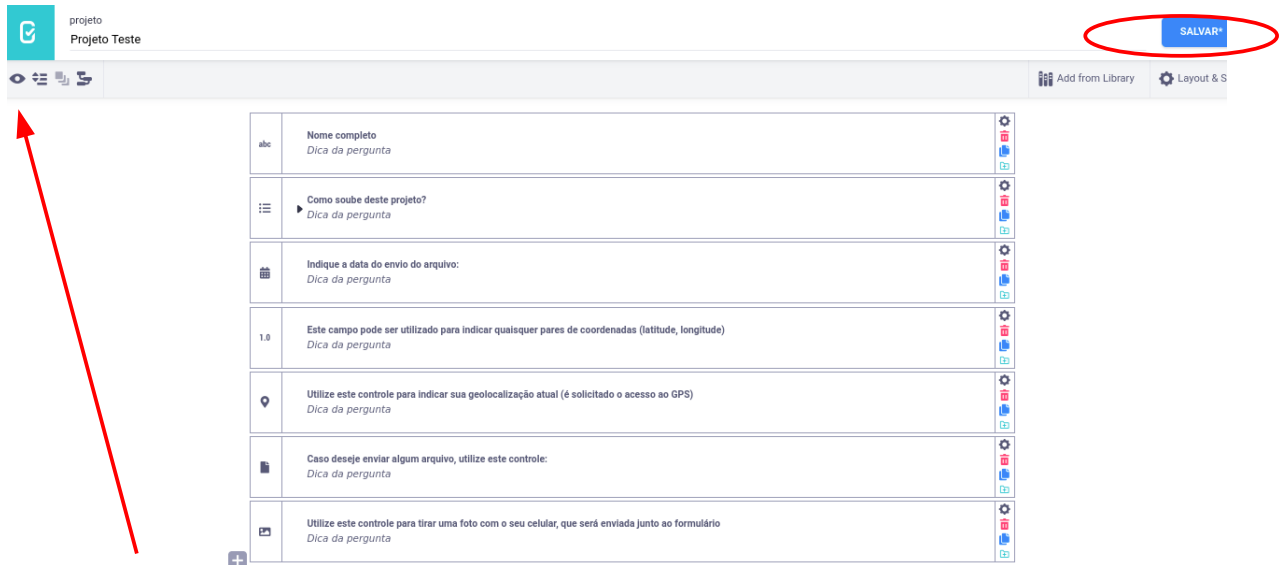 projeto
Projeto Teste
SALVAR*
Add from Library
Layout & S
abc
Nome completo
Dica da pergunta
Como soube deste projeto?
Dica da pergunta
Indique a data do envio do arquivo:
Dica da pergunta
1.0
Este campo pode ser utilizado para indicar quaisquer pares de coordenadas (latitude, longitude)
Dica da pergunta
Utilize este controle para indicar sua geolocalização atual (é solicitado o acesso ao GPS)
Dica da pergunta
Caso deseje enviar algum arquivo, utilize este controle:
Dica da pergunta
Utilize este controle para tirar uma foto com o seu celular, que será enviada junto ao formulário
Dica da pergunta